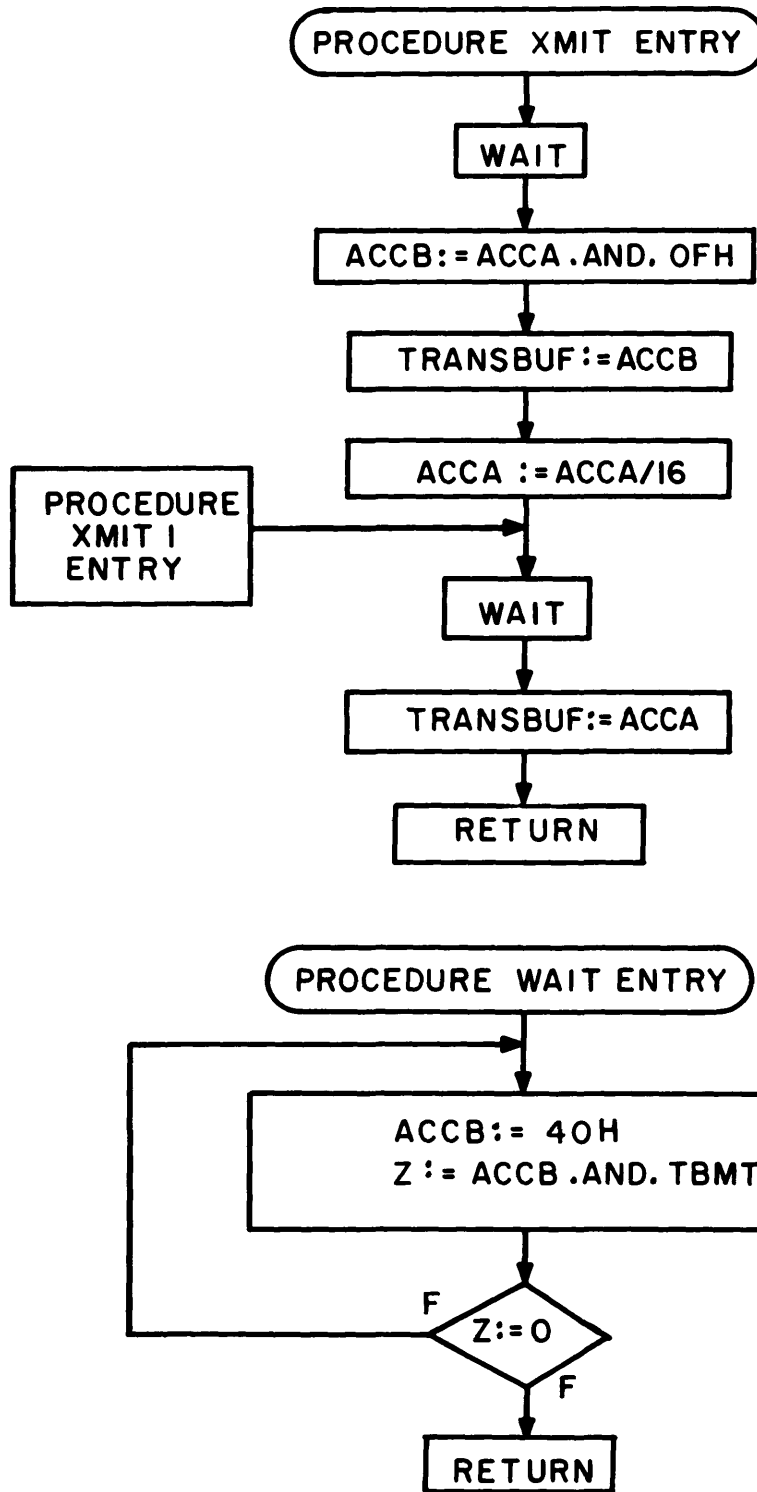 PROCEDURE XMIT ENTRY
WAIT
ACCB:=ACCA.AND. OFH
TRANSBUF:=ACCB
ACCA :=ACCA/16
PROCEDURE
XMIT I
ENTRY
WAIT
TRANSBUF:=ACCA
RETURN
PROCEDURE WAIT ENTRY
ACCB:= 40H
Z:= ACCB.AND. TBMT
F
Z:=0
F
RETURN